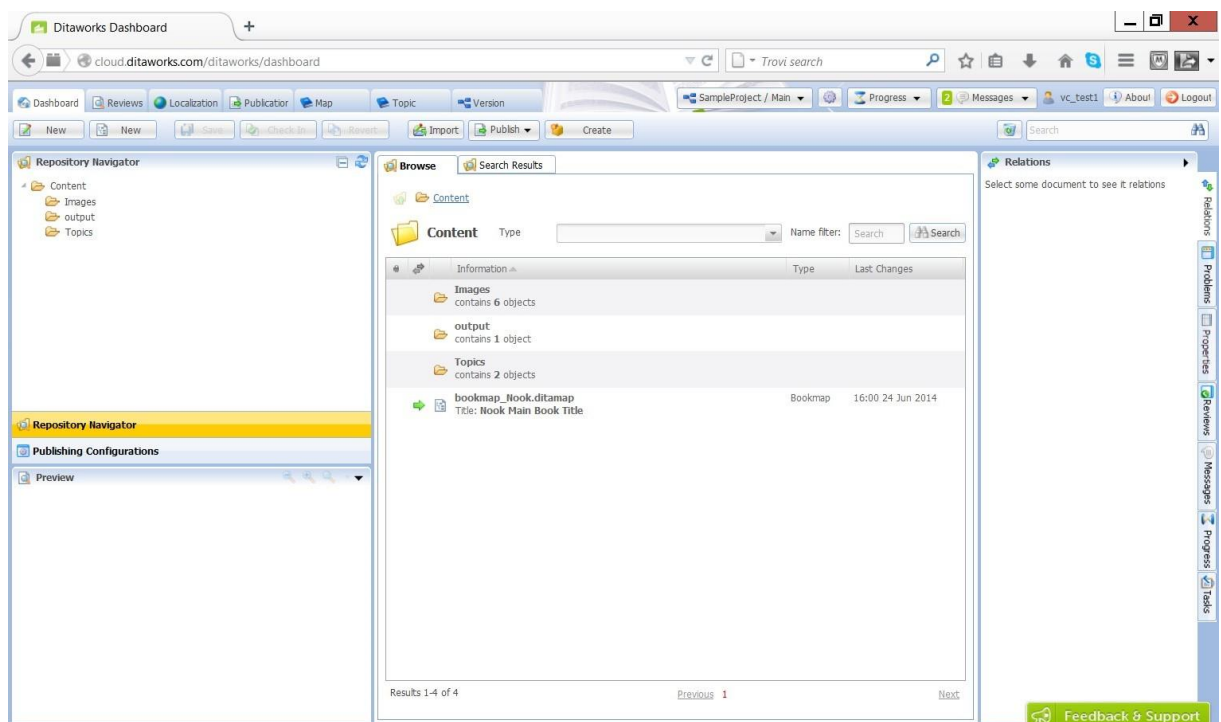 Ditaworks Dashboard
cloud.ditaworks.com/ditaworks/dashboard
Trovi search
Dashboard Reviews Localization Publication Map Topic Version SampleProject / Main Progress 2 Messages vc_test1 About Logout
New New Save Check In Revert Import Publish Create Search
Repository Navigator
Content
Images
output
Topics
Repository Navigator
Publishing Configurations
Preview
Browse Search Results
Content
Content Type Name filter: Search Search
Information Type Last Changes
Images
contains 6 objects
output
contains 1 object
Topics
contains 2 objects
bookmap_Nook.ditamap Bookmap 16:00 24 Jun 2014
Title: Nook Main Book Title
Results 1-4 of 4 Previous 1 Next
Relations
Select some document to see it relations
Relations
Problems
Properties
Reviews
Messages
Progress
Tasks
Feedback & Support